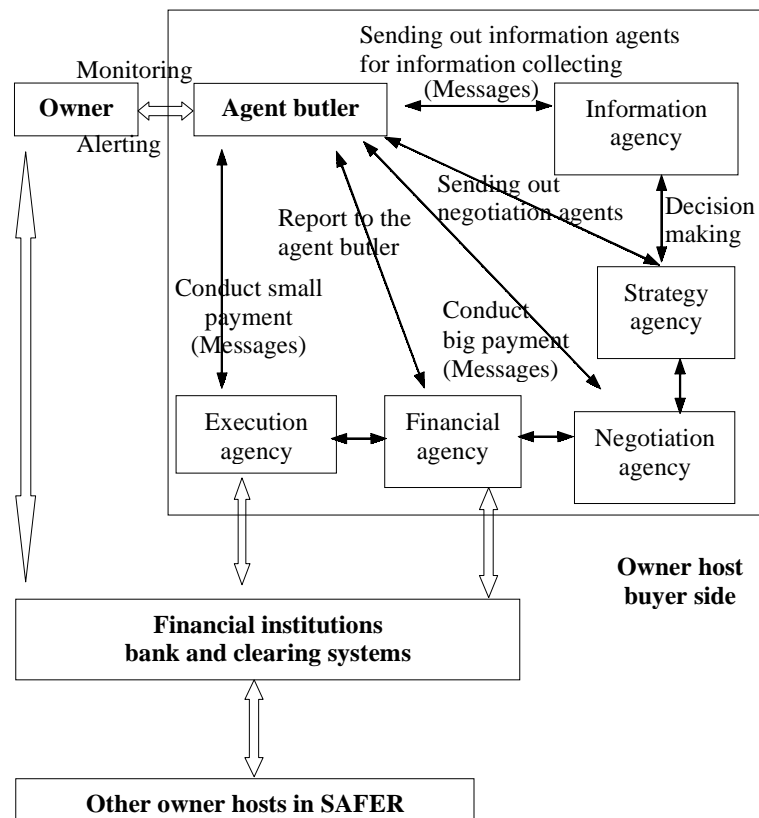 Sending out information agents
for information collecting
(Messages)
Monitoring
Owner
Agent butler
Information
agency
Alerting
Sending out
negotiation agents
Decision
making
Report to the
agent butler
Conduct small
payment
(Messages)
Conduct
big payment
(Messages)
Strategy
agency
Execution
agency
Financial
agency
Negotiation
agency
Owner host
buyer side
Financial institutions
bank and clearing systems
Other owner hosts in SAFER